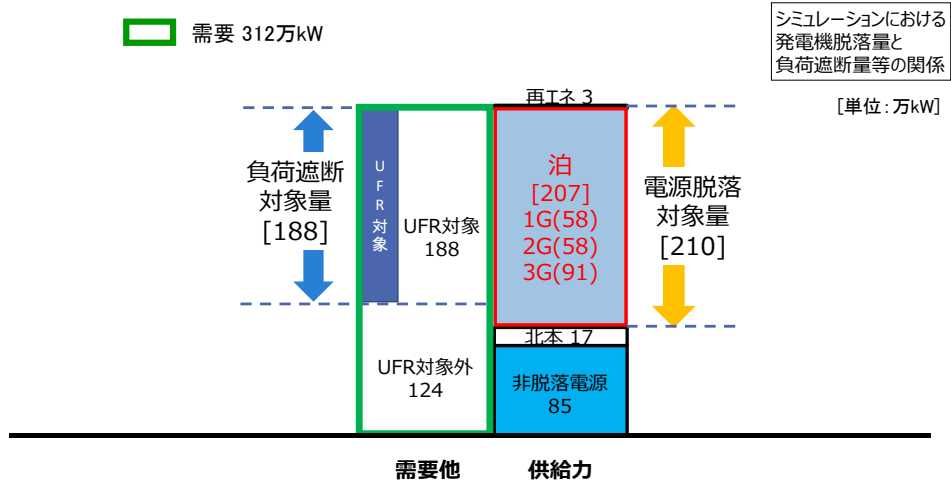 需要 312万kW
シミュレーションにおける
発電機脱落量と
負荷遮断量等の関係
[単位:万kW]
再エネ 3
負荷遮断
対象量
[188]
UFR対象
UFR対象
188
泊
[207]
1G(58)
2G(58)
3G(91)
電源脱落
対象量
[210]
北本 17
UFR対象外
124
非脱落電源
85
需要他
供給力